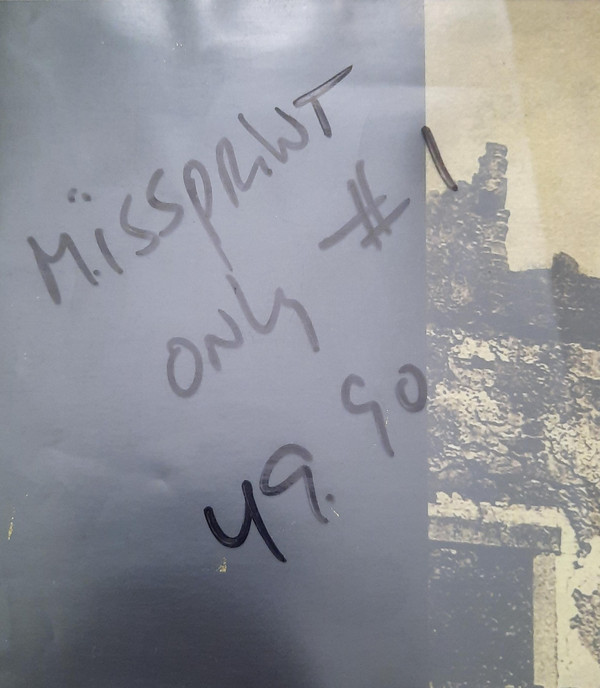 MiSSPRiNT
# 1
ONLY
49.90